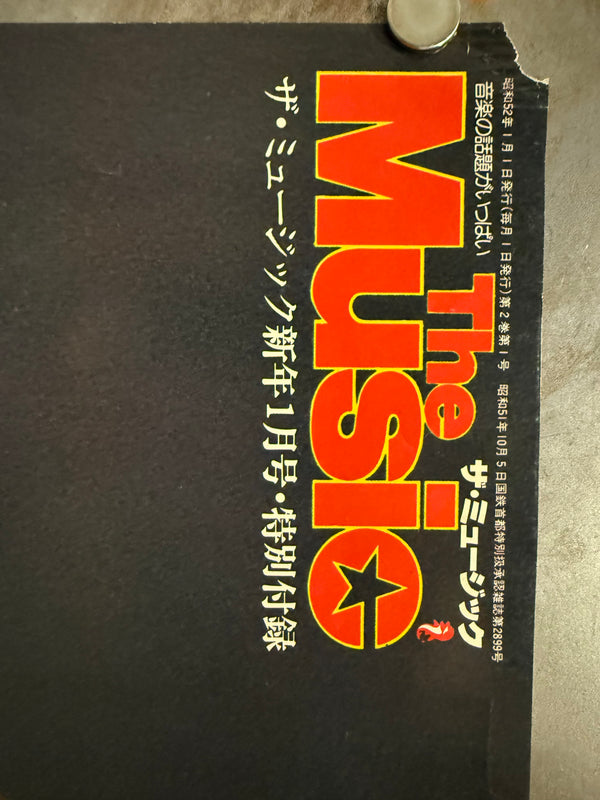 昭和52年1月1日発行(毎月1日発行)第2巻第1号 昭和51年10月5日国鉄首都特別扱承認雑誌第2899号
音楽の話題がいっぱい
The
Music
ザ・ミュージック
ザ・ミュージック新年1月号・特別付録